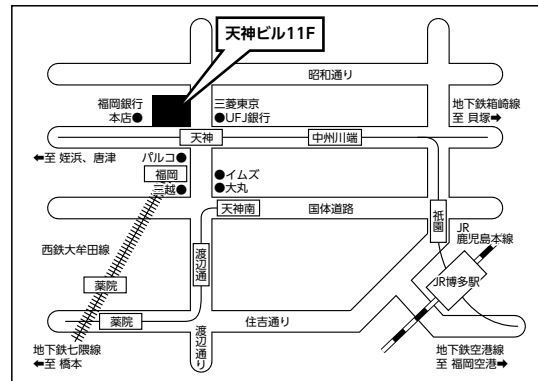 天神ビル11F
昭和通り
福岡銀行
本店●
三菱東京
●UFJ銀行
地下鉄箱崎線
至 貝塚➡
天神
中州川端
⬅至 姪浜、唐津
パルコ●
福岡
三越●
●イムズ
●大丸
天神南
国体道路
祇園
JR
鹿児島本線
西鉄大牟田線
渡辺通
JR博多駅
薬院
薬院
渡辺通り
住吉通り
地下鉄七隈線
⬅至 橋本
地下鉄空港線
至 福岡空港➡